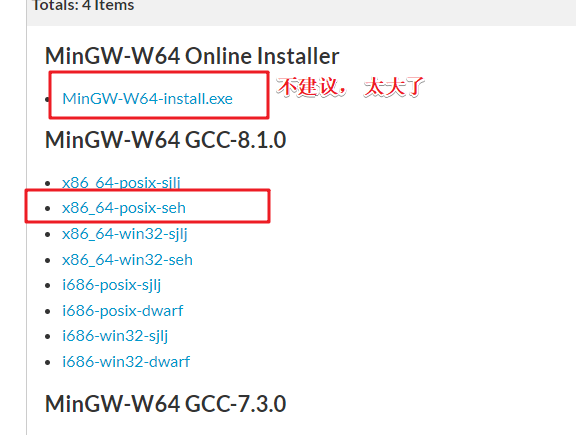 Totals: 4 Items
MinGW-W64 Online Installer
MinGW-W64-install.exe
不建议， 太大了
MinGW-W64 GCC-8.1.0
x86_64-posix-sjlj
x86_64-posix-seh
x86_64-win32-sjlj
x86_64-win32-seh
i686-posix-sjlj
i686-posix-dwarf
i686-win32-sjlj
i686-win32-dwarf
MinGW-W64 GCC-7.3.0